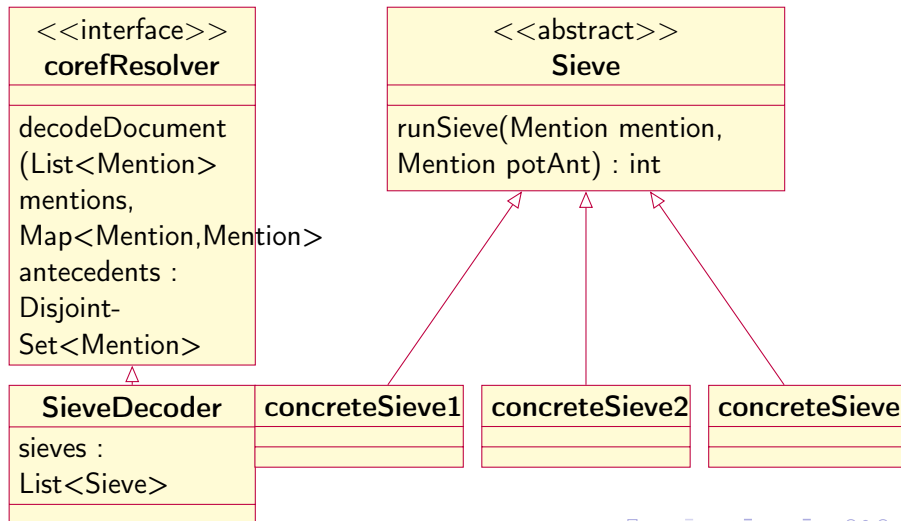 <<interface>>
corefResolver
decodeDocument
(List<Mention>
mentions,
Map<Mention,Mention>
antecedents :
Disjoint-
Set<Mention>
<<abstract>>
Sieve
runSieve(Mention mention,
Mention potAnt) : int
SieveDecoder
sieves :
List<Sieve>
concreteSieve1
concreteSieve2
concreteSieve